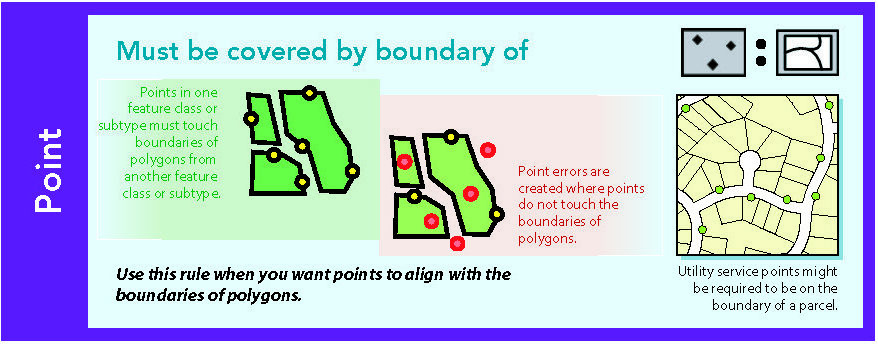 Point
Must be covered by boundary of
Points in one
feature class or
subtype must touch
boundaries of
polygons from
another feature
class or subtype.
Point errors are
created where points
do not touch the
boundaries of
polygons.
Use this rule when you want points to align with the
boundaries of polygons.
Utility service points might
be required to be on the
boundary of a parcel.